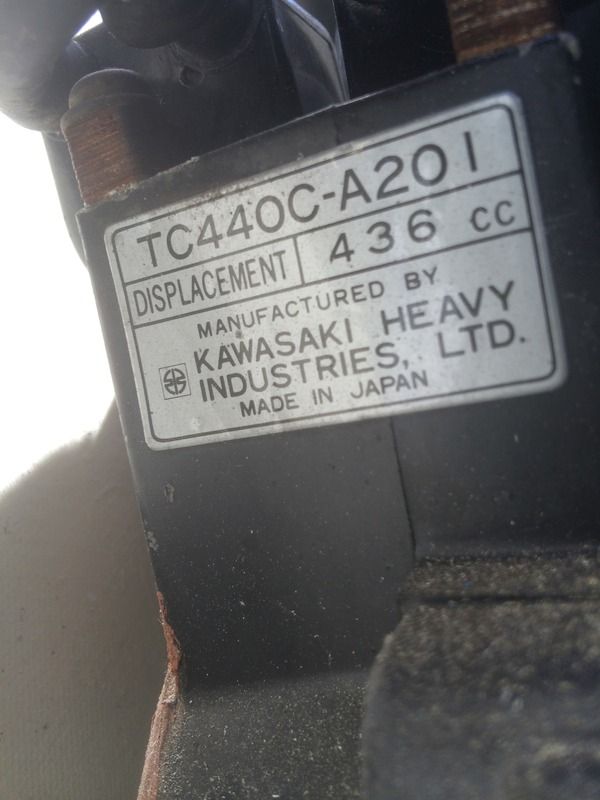 TC440C-A201
DISPLACEMENT 436 CC
MANUFACTURED BY
KAWASAKI HEAVY
INDUSTRIES, LTD.
MADE IN JAPAN